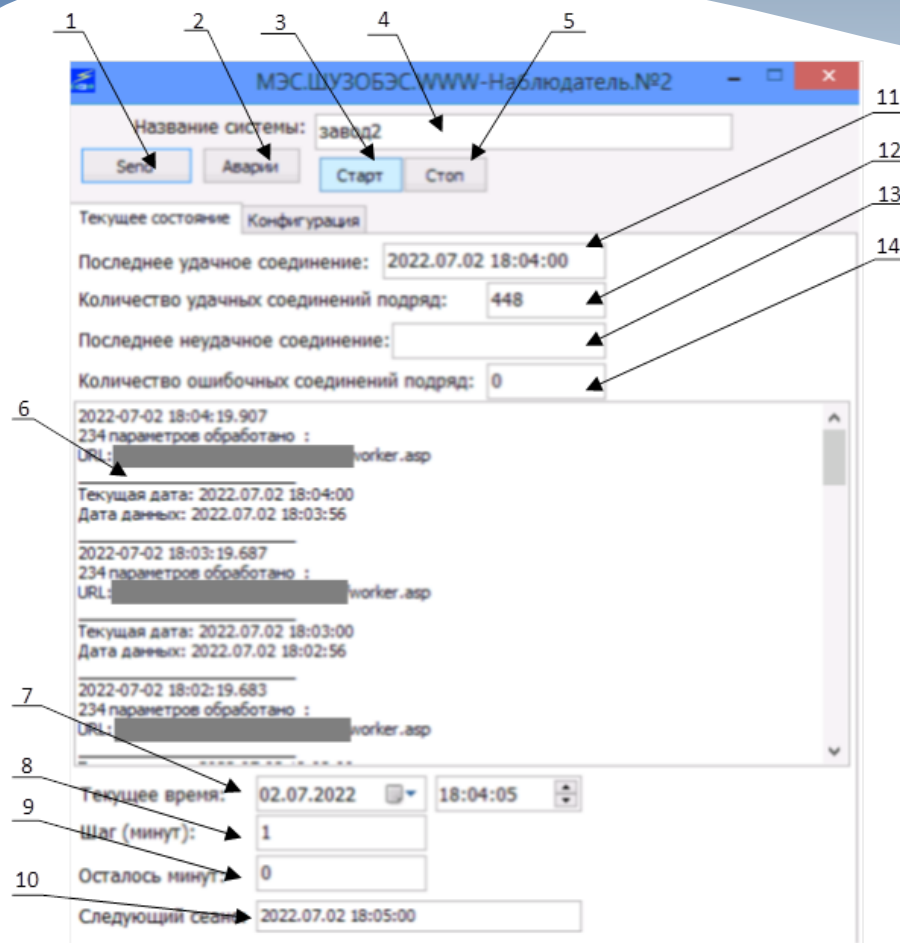 1 2 3 4 5
МЭС.ШУЗОБЭС.WWW-Наблюдатель.№2
11
Название системы: завод2
12
Send Аварии Старт Стоп
13
Текущее состояние Конфигурация
14
Последнее удачное соединение: 2022.07.02 18:04:00
Количество удачных соединений подряд: 448
Последнее неудачное соединение:
Количество ошибочных соединений подряд: 0
6
2022-07-02 18:04:19.907
234 параметров обработано :
URL: worker.asp
Текущая дата: 2022.07.02 18:04:00
Дата данных: 2022.07.02 18:03:56
2022-07-02 18:03:19.687
234 параметров обработано :
URL: worker.asp
Текущая дата: 2022.07.02 18:03:00
Дата данных: 2022.07.02 18:02:56
2022-07-02 18:02:19.683
7
234 параметров обработано :
URL: worker.asp
8
Текущее время: 02.07.2022 18:04:05
9
Шаг (минут): 1
Осталось минут: 0
10
Следующий сеанс 2022.07.02 18:05:00